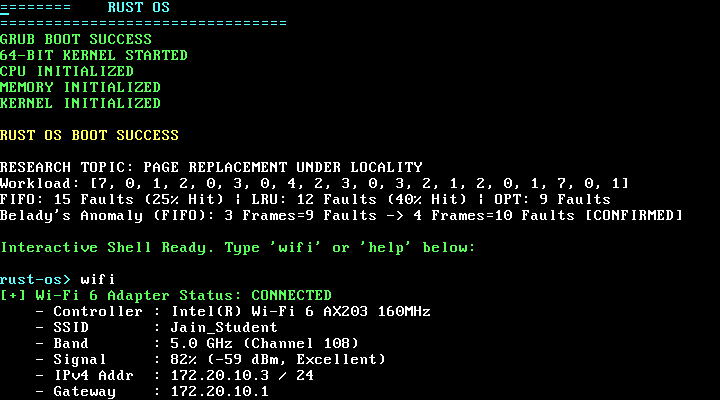 ========    RUST OS
================================
GRUB BOOT SUCCESS
64-BIT KERNEL STARTED
CPU INITIALIZED
MEMORY INITIALIZED
KERNEL INITIALIZED
RUST OS BOOT SUCCESS
RESEARCH TOPIC: PAGE REPLACEMENT UNDER LOCALITY
Workload: [7, 0, 1, 2, 0, 3, 0, 4, 2, 3, 0, 3, 2, 1, 2, 0, 1, 7, 0, 1]
FIFO: 15 Faults (25% Hit) | LRU: 12 Faults (40% Hit) | OPT: 9 Faults
Belady's Anomaly (FIFO): 3 Frames=9 Faults -> 4 Frames=10 Faults [CONFIRMED]
Interactive Shell Ready. Type 'wifi' or 'help' below:
rust-os> wifi
[+] Wi-Fi 6 Adapter Status: CONNECTED
    - Controller : Intel(R) Wi-Fi 6 AX203 160MHz
    - SSID       : Jain_Student
    - Band       : 5.0 GHz (Channel 108)
    - Signal     : 82% (-59 dBm, Excellent)
    - IPv4 Addr  : 172.20.10.3 / 24
    - Gateway    : 172.20.10.1